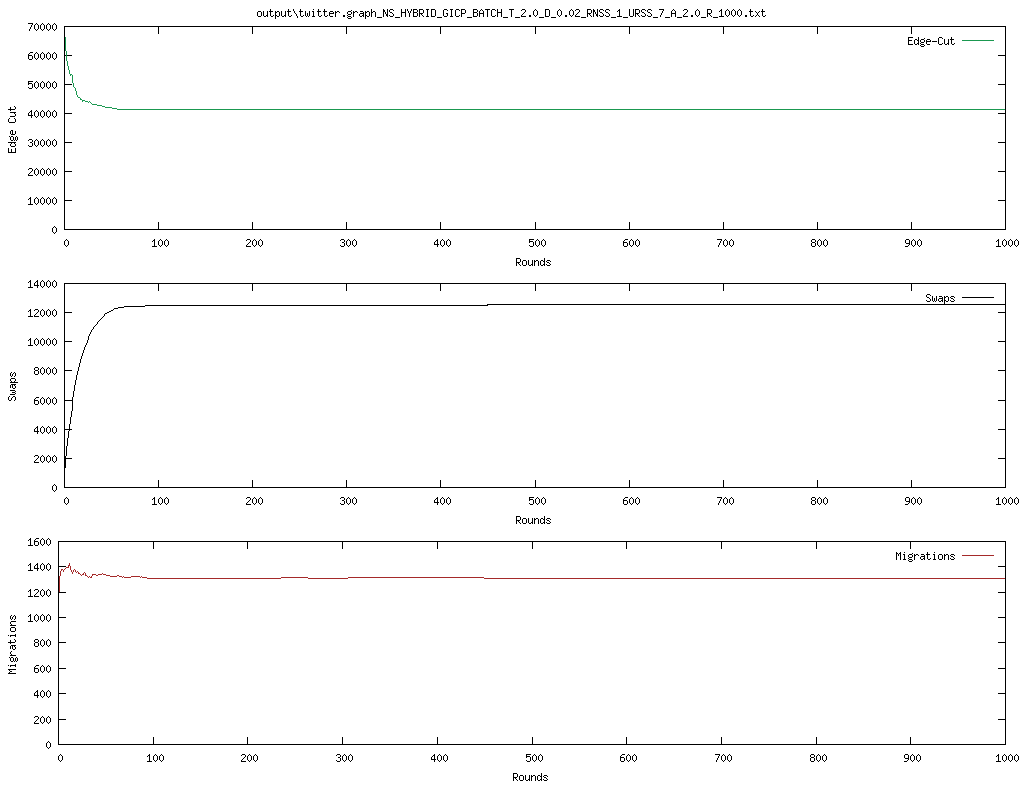 output\twitter.graph_NS_HYBRID_GICP_BATCH_T_2.0_D_0.02_RNSS_1_URSS_7_A_2.0_R_1000.txt
70000
60000
50000
40000
30000
20000
10000
0
Edge Cut
Edge-Cut
0 100 200 300 400 500 600 700 800 900 1000
Rounds
14000
12000
10000
8000
6000
4000
2000
0
Swaps
Swaps
0 100 200 300 400 500 600 700 800 900 1000
Rounds
1600
1400
1200
1000
800
600
400
200
0
Migrations
Migrations
0 100 200 300 400 500 600 700 800 900 1000
Rounds